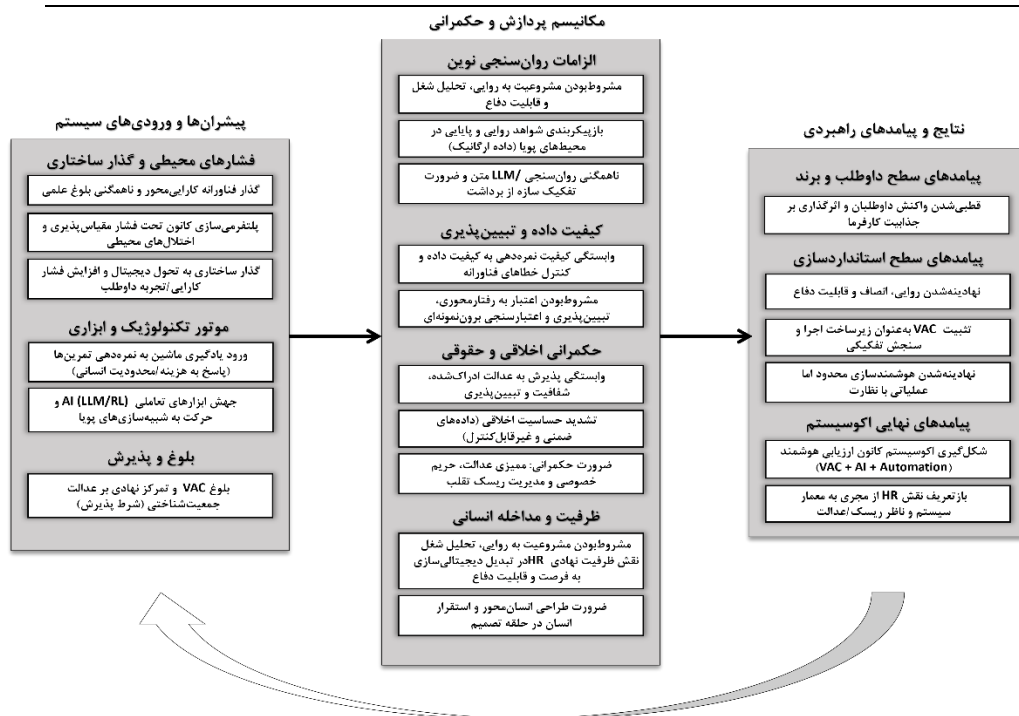 پیشران‌ها و ورودی‌های سیستم
فشارهای محیطی و گذار ساختاری
گذار فناورانه کارایی‌محور و ناهمگنی بلوغ علمی
پلتفرمی‌سازی کانون تحت فشار مقیاس‌پذیری و
اختلال‌های محیطی
گذار ساختاری به تحول دیجیتال و افزایش فشار
کارایی/تجربه داوطلب
موتور تکنولوژیک و ابزاری
ورود یادگیری ماشین به نمره‌دهی تمرین‌ها
(پاسخ به هزینه/محدودیت انسانی)
جهش ابزارهای تعاملی AI (LLM/RL) و
حرکت به شبیه‌سازی‌های پویا
بلوغ و پذیرش
بلوغ VAC و تمرکز نهادی بر عدالت
جمعیت‌شناختی (شرط پذیرش)
مکانیسم پردازش و حکمرانی
الزامات روان‌سنجی نوین
مشروط‌بودن مشروعیت به روایی، تحلیل شغل
و قابلیت دفاع
بازپیکربندی شواهد روایی و پایایی در
محیط‌های پویا (داده ارگانیک)
ناهمگنی روان‌سنجی /LLM متن و ضرورت
تفکیک سازه از برداشت
کیفیت داده و تبیین‌پذیری
وابستگی کیفیت نمره‌دهی به کیفیت داده و
کنترل خطاهای فناورانه
مشروط‌بودن اعتبار به رفتارمحوری،
تبیین‌پذیری و اعتبارسنجی برون‌نمونه‌ای
حکمرانی اخلاقی و حقوقی
وابستگی پذیرش به عدالت ادراک‌شده،
شفافیت و تبیین‌پذیری
تشدید حساسیت اخلاقی (داده‌های
ضمنی و غیرقابل‌کنترل)
ضرورت حکمرانی: ممیزی عدالت، حریم
خصوصی و مدیریت ریسک تقلب
ظرفیت و مداخله انسانی
مشروط‌بودن مشروعیت به روایی، تحلیل شغل
نقش ظرفیت نهادی HRدر تبدیل دیجیتالی‌سازی
به فرصت و قابلیت دفاع
ضرورت طراحی انسان‌محور و استقرار
انسان در حلقه تصمیم
نتایج و پیامدهای راهبردی
پیامدهای سطح داوطلب و برند
قطبی‌شدن واکنش داوطلبان و اثرگذاری بر
جذابیت کارفرما
پیامدهای سطح استانداردسازی
نهادینه‌شدن روایی، انصاف و قابلیت دفاع
تثبیت VAC به‌عنوان زیرساخت اجرا و
سنجش تفکیکی
نهادینه‌شدن هوشمندسازی محدود اما
عملیاتی با نظارت
پیامدهای نهایی اکوسیستم
شکل‌گیری اکوسیستم کانون ارزیابی هوشمند
(VAC + AI + Automation)
بازتعریف نقش HR از مجری به معمار
سیستم و ناظر ریسک/عدالت